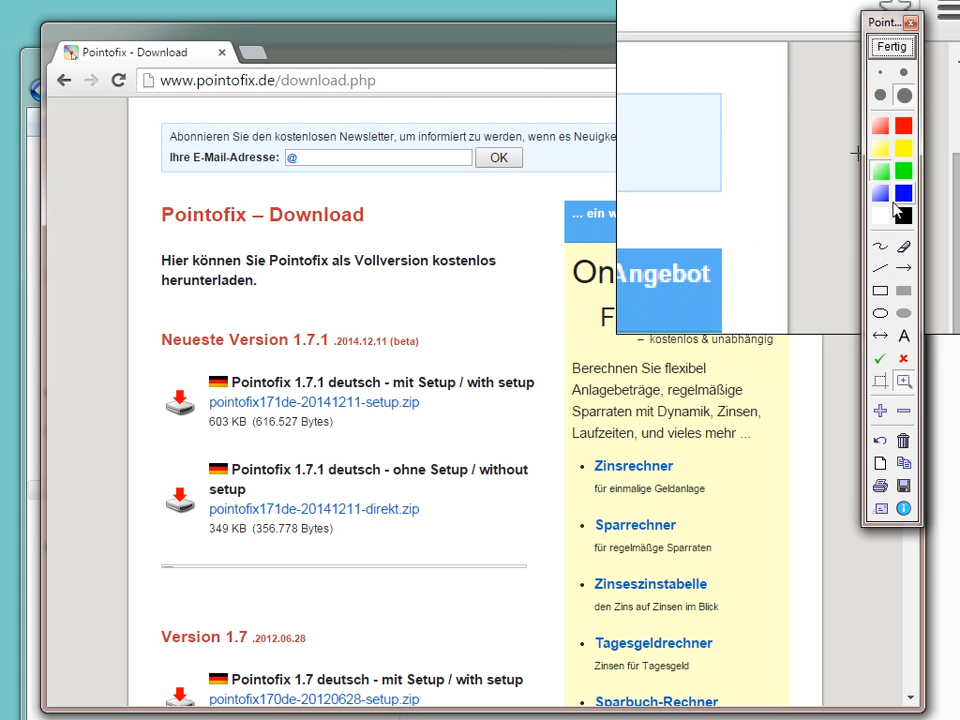 Pointofix - Download
www.pointofix.de/download.php
Abonnieren Sie den kostenlosen Newsletter, um informiert zu werden, wenn es Neuigke
Ihre E-Mail-Adresse: @ OK
Pointofix – Download
Hier können Sie Pointofix als Vollversion kostenlos
herunterladen.
Neueste Version 1.7.1 .2014.12.11 (beta)
Pointofix 1.7.1 deutsch - mit Setup / with setup
pointofix171de-20141211-setup.zip
603 KB (616.527 Bytes)
Pointofix 1.7.1 deutsch - ohne Setup / without
setup
pointofix171de-20141211-direkt.zip
349 KB (356.778 Bytes)
Version 1.7 .2012.06.28
Pointofix 1.7 deutsch - mit Setup / with setup
pointofix170de-20120628-setup.zip
... ein w
On
F
– kostenlos & unabhängig
Berechnen Sie flexibel
Anlagebeträge, regelmäßige
Sparraten mit Dynamik, Zinsen,
Laufzeiten, und vieles mehr ...
Zinsrechner
für einmalige Geldanlage
Sparrechner
für regelmäßge Sparraten
Zinseszinstabelle
den Zins auf Zinsen im Blick
Tagesgeldrechner
Zinsen für Tagesgeld
Sparbuch-Rechner
Angebot
Point...
Fertig
A